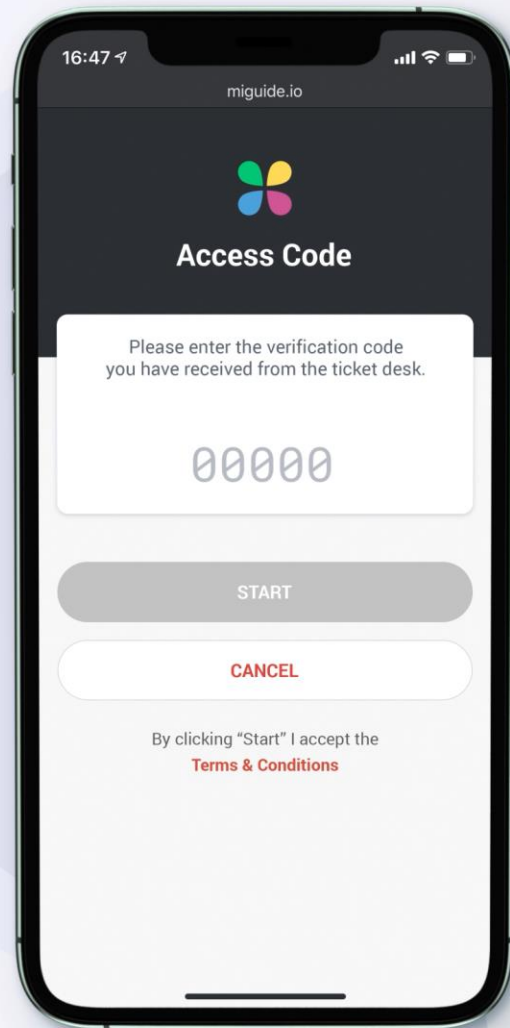 16:47
miguide.io
Access Code
Please enter the verification code
you have received from the ticket desk.
00000
START
CANCEL
By clicking “Start” I accept the
Terms & Conditions